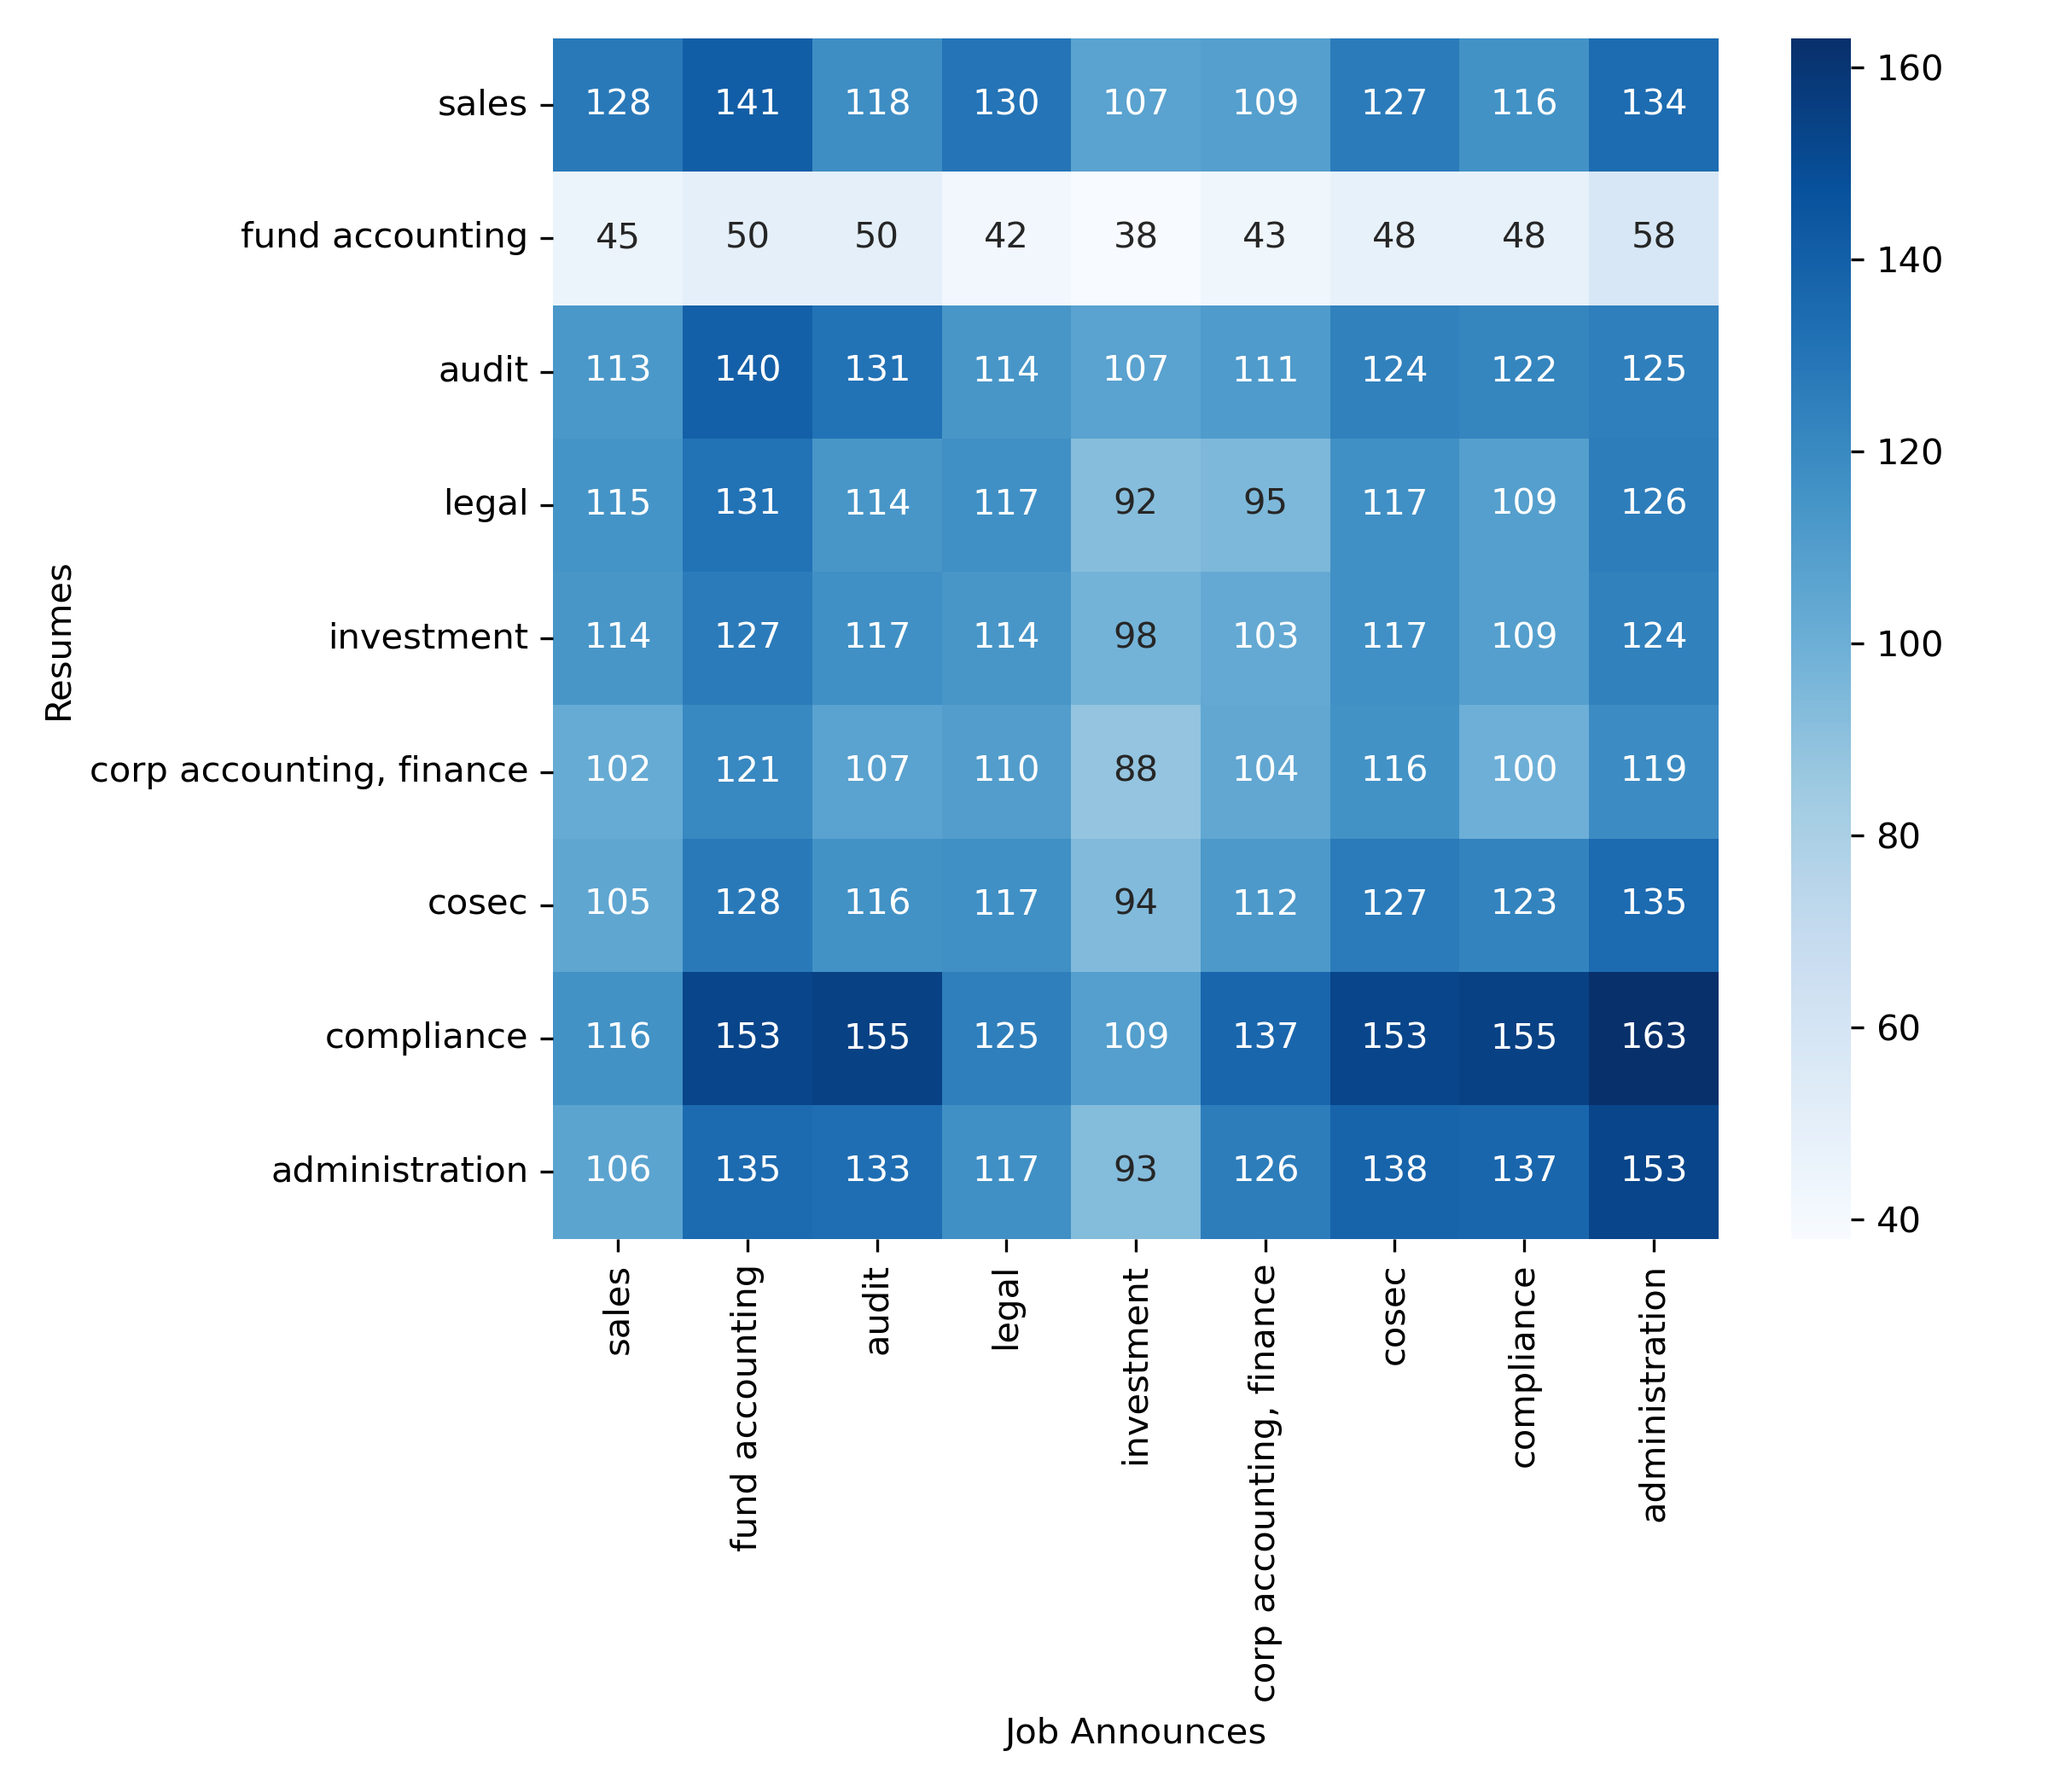 sales 128 141 118 130 107 109 127 116 134
fund accounting 45 50 50 42 38 43 48 48 58
audit 113 140 131 114 107 111 124 122 125
legal 115 131 114 117 92 95 117 109 126
investment 114 127 117 114 98 103 117 109 124
corp accounting, finance 102 121 107 110 88 104 116 100 119
cosec 105 128 116 117 94 112 127 123 135
compliance 116 153 155 125 109 137 153 155 163
administration 106 135 133 117 93 126 138 137 153
Resumes
sales
fund accounting
audit
legal
investment
corp accounting, finance
cosec
compliance
administration
Job Announces
160
140
120
100
80
60
40